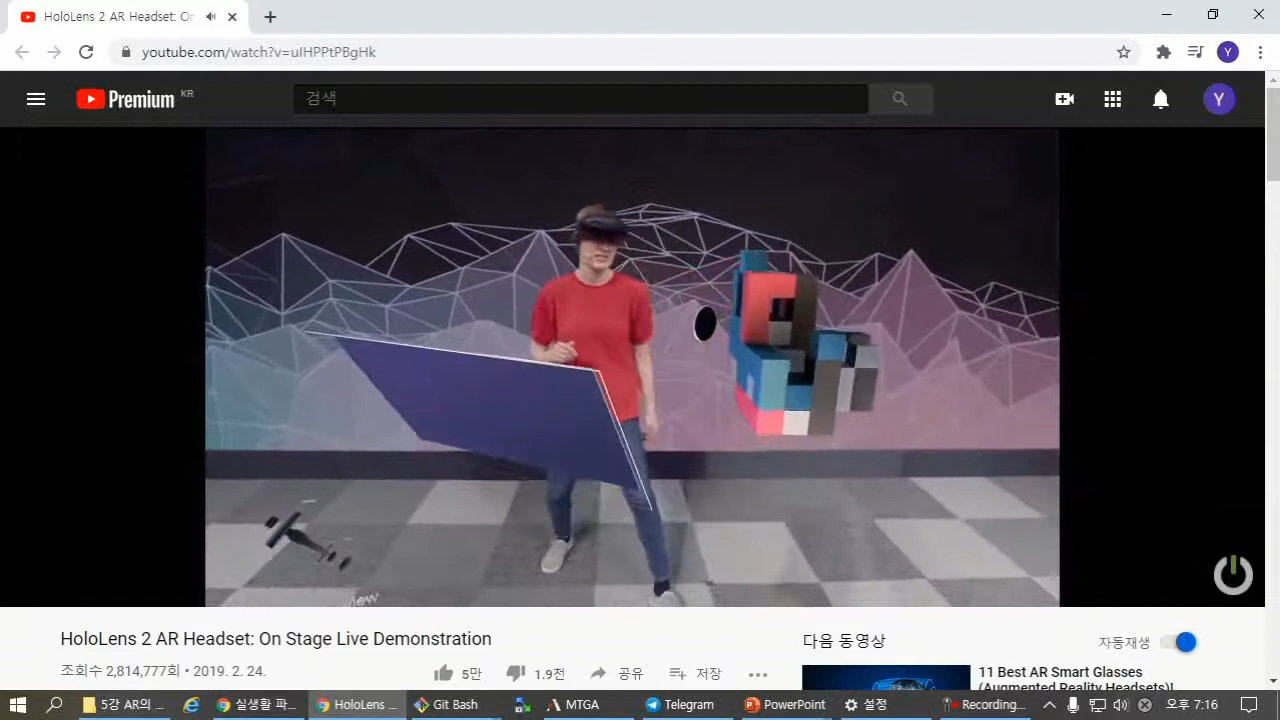 HoloLens 2 AR Headset: On
youtube.com/watch?v=uIHPPtPBgHk
Y
Premium KR
검색
Y
view
HoloLens 2 AR Headset: On Stage Live Demonstration
조회수 2,814,777회 • 2019. 2. 24.
5만
1.9천
공유
저장
다음 동영상
자동재생
11 Best AR Smart Glasses
(Augmented Reality Headsets)!
5강 AR의 ...
실생활 파...
HoloLens ...
Git Bash
MTGA
Telegram
PowerPoint
설정
Recording...
오후 7:16